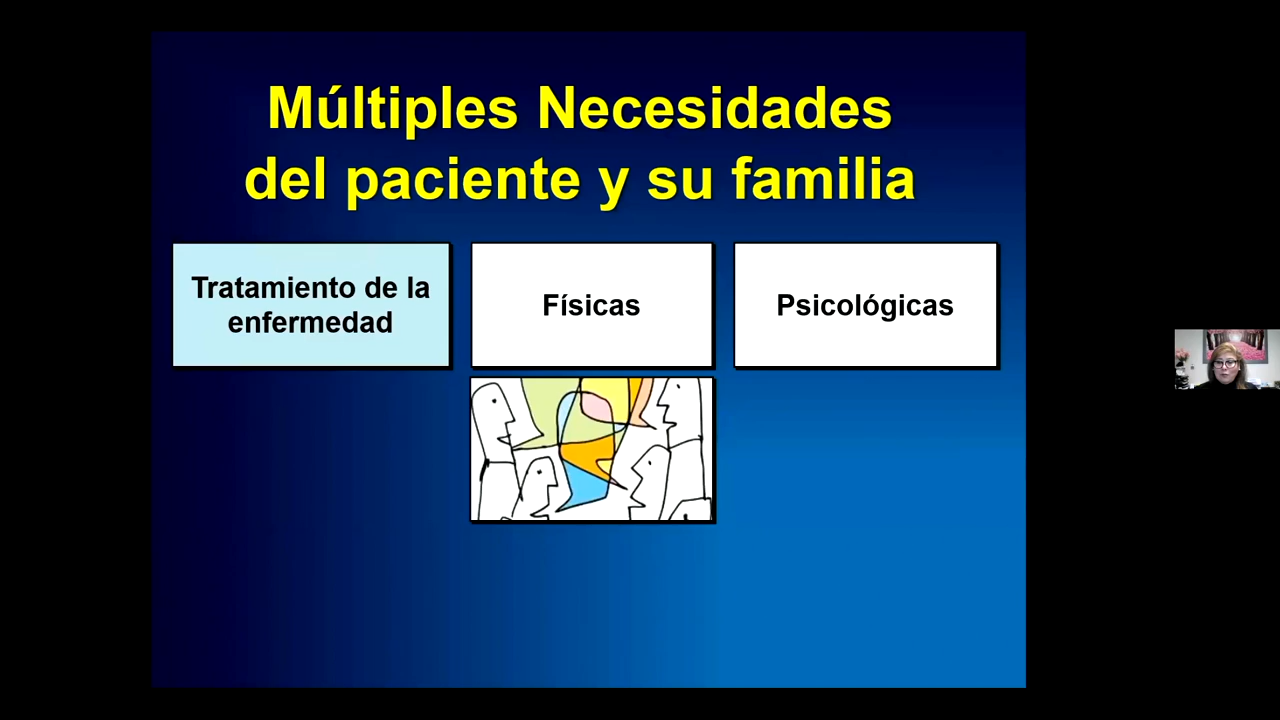 Múltiples Necesidades
del paciente y su familia
Tratamiento de la
enfermedad
Físicas
Psicológicas